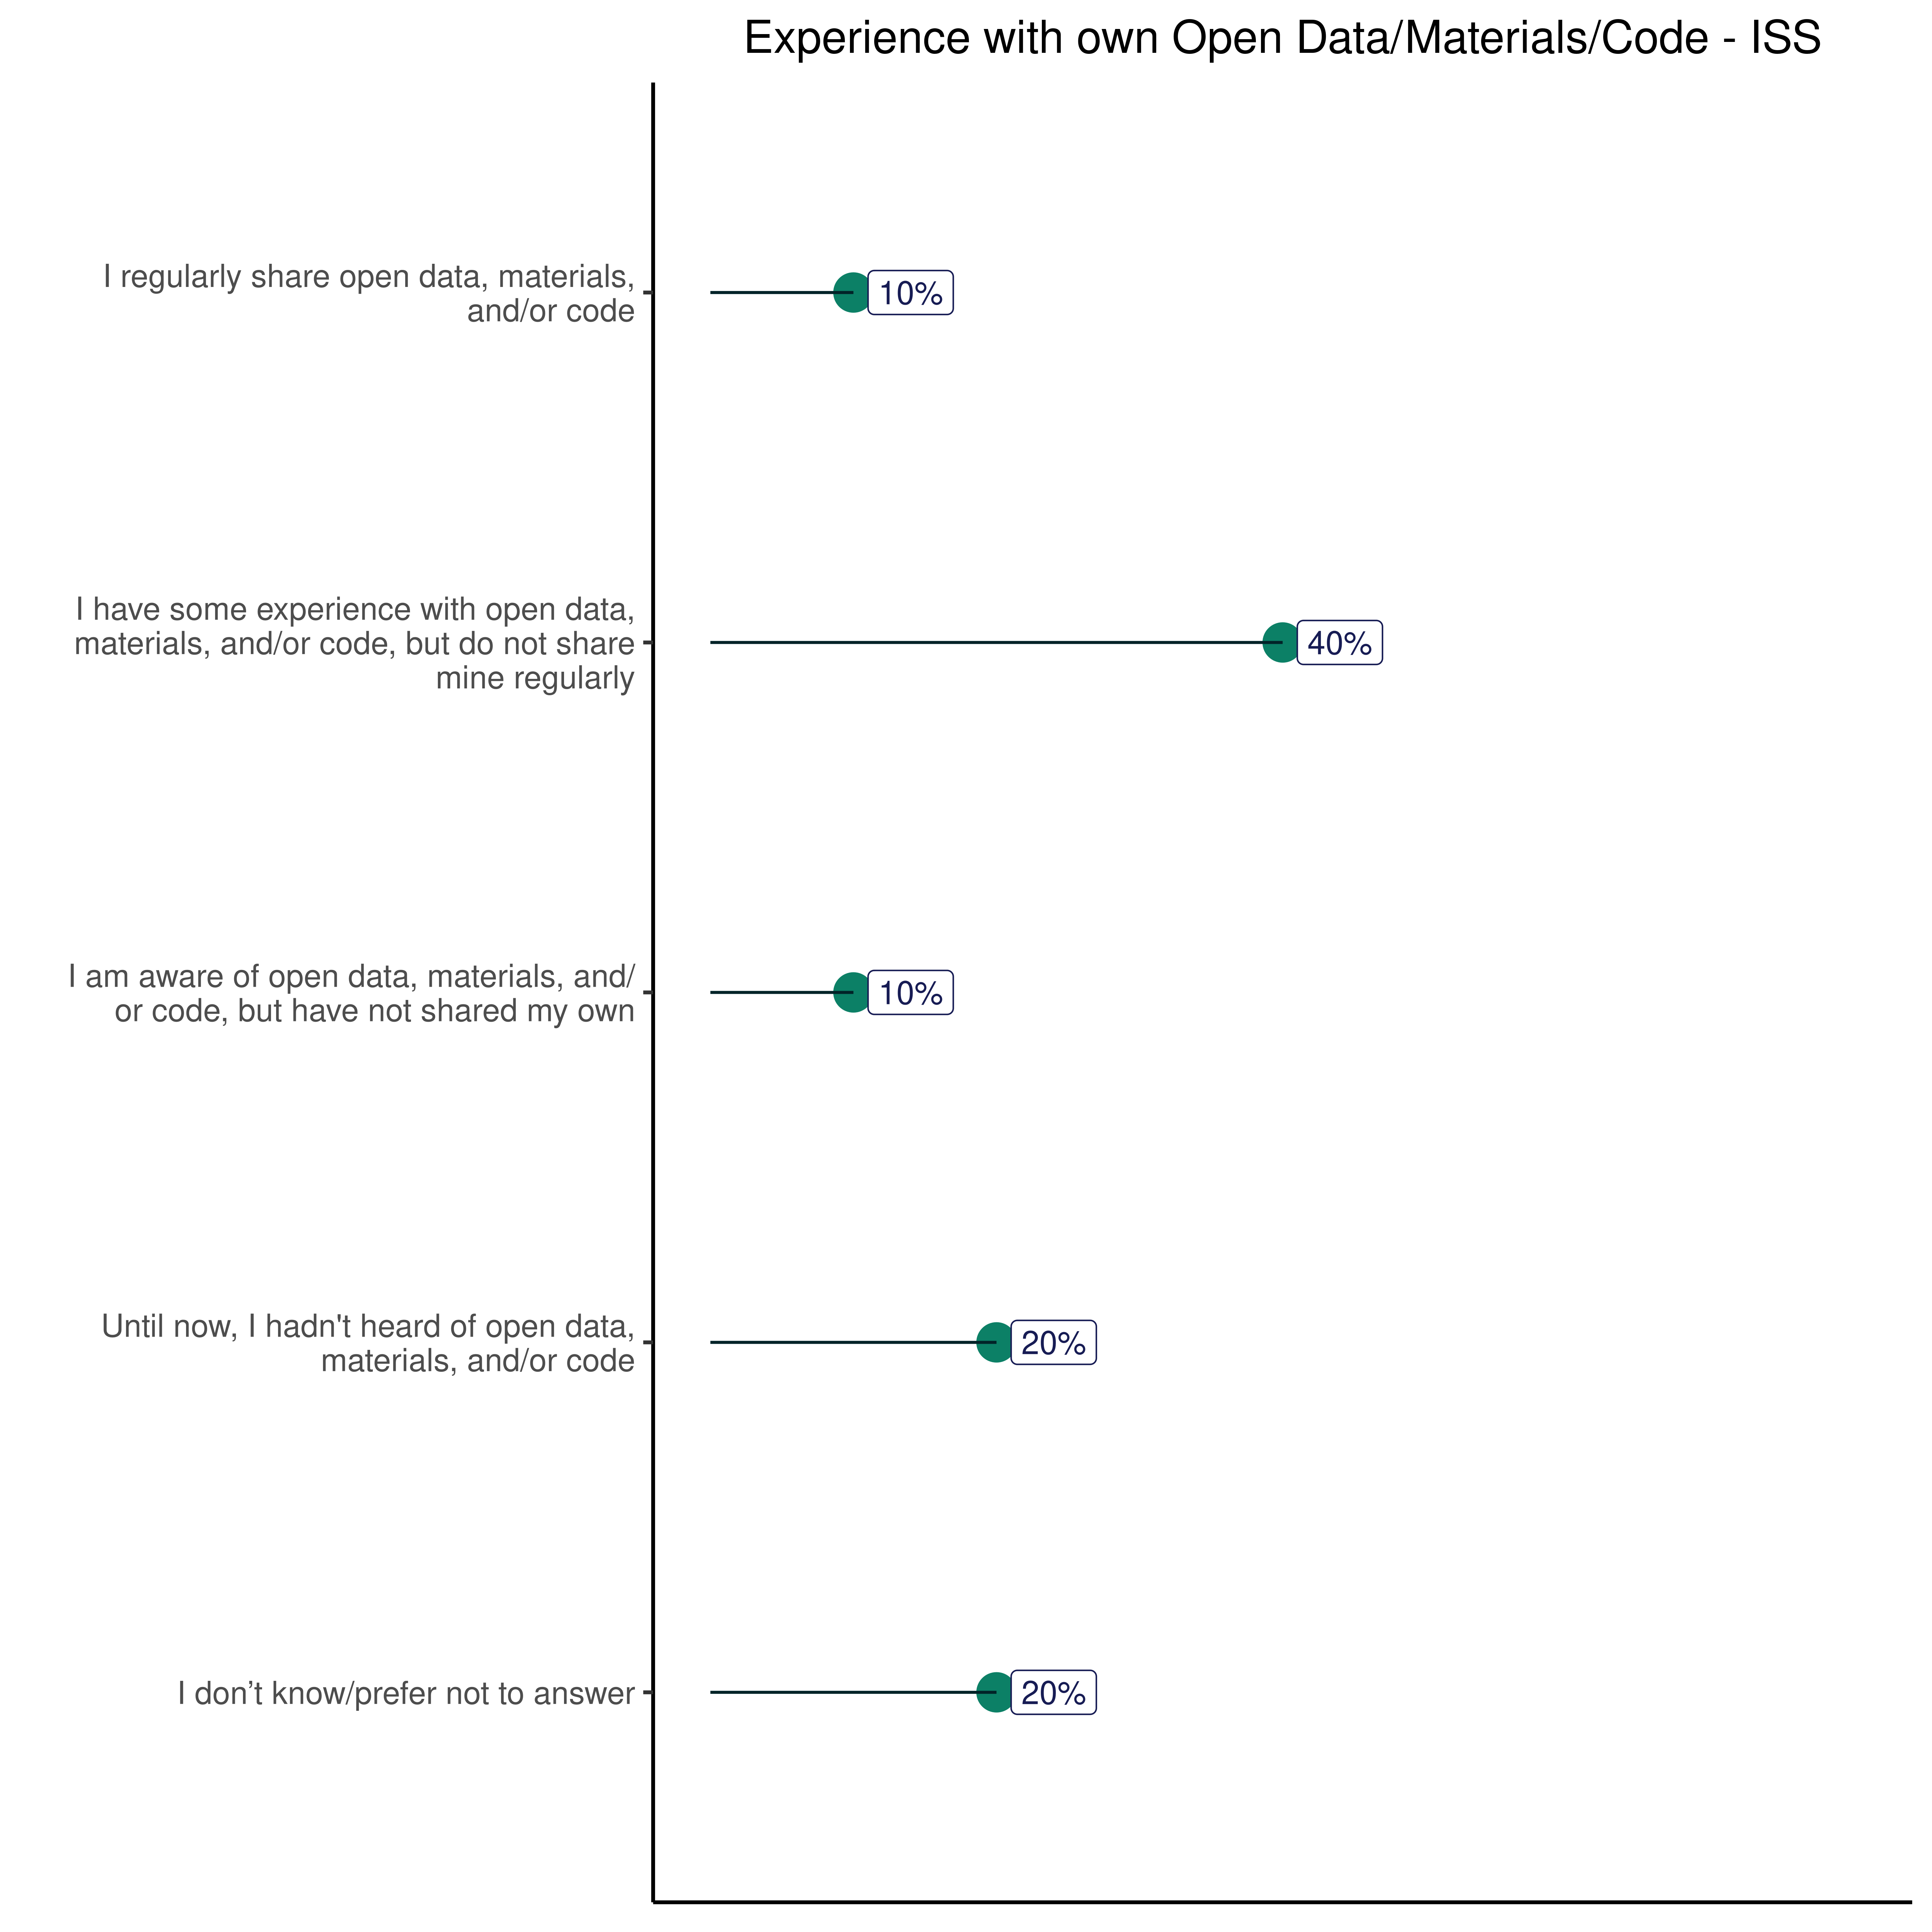 Experience with own Open Data/Materials/Code - ISS
I regularly share open data, materials,
and/or code
10%
I have some experience with open data,
materials, and/or code, but do not share
mine regularly
40%
I am aware of open data, materials, and/
or code, but have not shared my own
10%
Until now, I hadn't heard of open data,
materials, and/or code
20%
I don’t know/prefer not to answer
20%